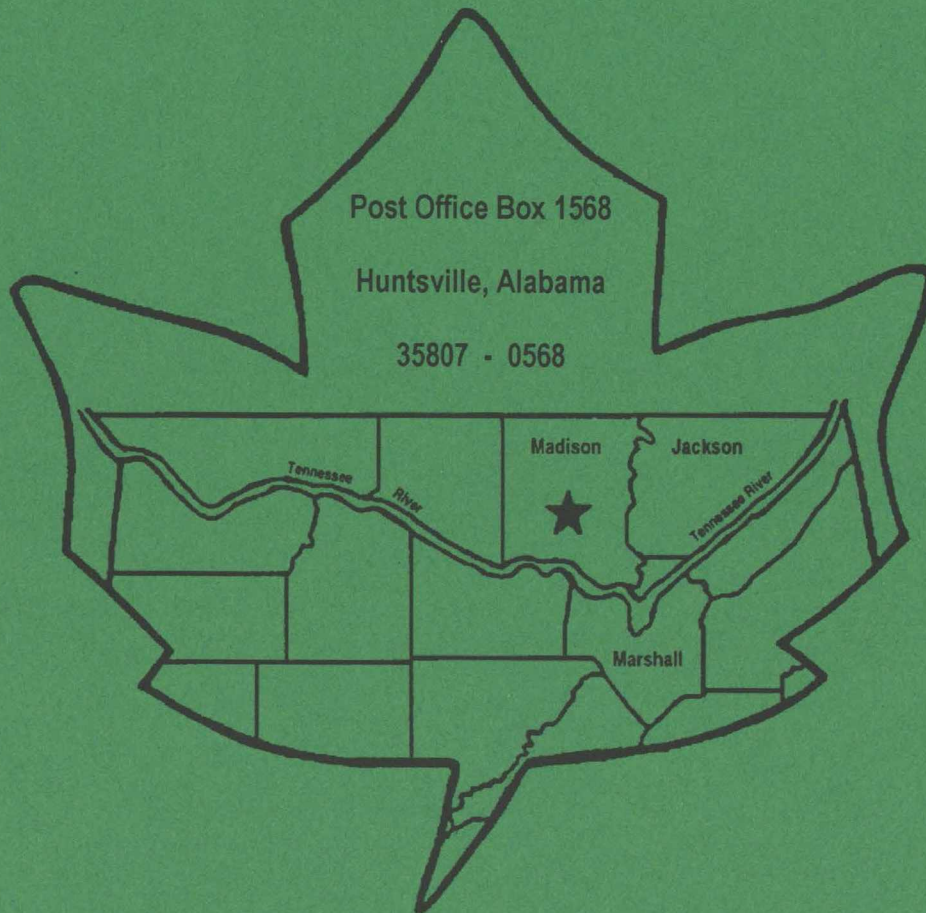 Post Office Box 1568
Huntsville, Alabama
35807 - 0568
Madison
Jackson
Tennessee
River
Tennessee River
Marshall